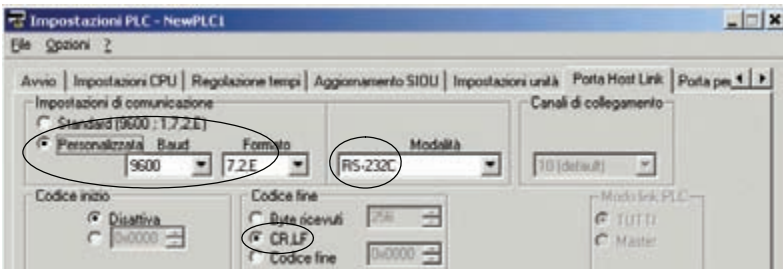 Impostazioni PLC - NewPLC1
File Opzioni ?
Avvio Impostazioni CPU Regolazione tempi Aggiornamento SIOU Impostazioni unità Porta Host Link Porta pe
Impostazioni di comunicazione Canali di collegamento
Standard (9600 ; 1,7,2,E)
Personalizzata Baud Formato Modalità
9600 7,2,E RS-232C 10 (default)
Codice inizio Codice fine Modo link PLC
Disattiva Byte ricevuti 256 TUTTI
0x0000 CR,LF Master
Codice fine 0x0000